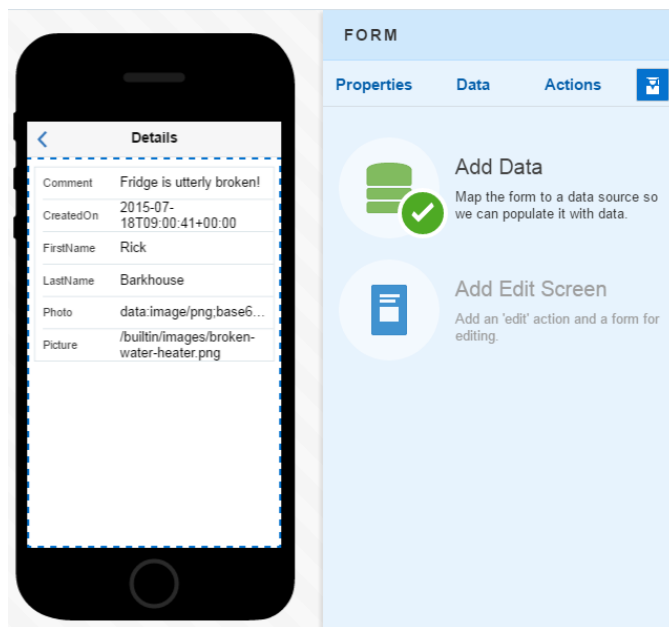 Details
Comment Fridge is utterly broken!
CreatedOn 2015-07-
18T09:00:41+00:00
FirstName Rick
LastName Barkhouse
Photo data:image/png;base6...
Picture /builtin/images/broken-
water-heater.png
FORM
Properties Data Actions
Add Data
Map the form to a data source so
we can populate it with data.
Add Edit Screen
Add an 'edit' action and a form for
editing.